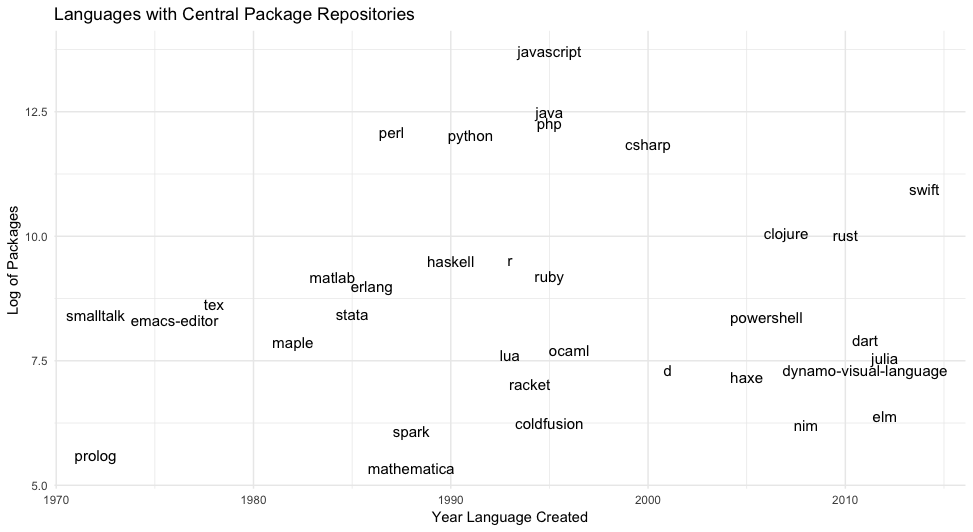 Languages with Central Package Repositories
javascript
12.5
java
php
perl
python
csharp
swift
10.0
clojure
rust
haskell
r
matlab
erlang
ruby
tex
smalltalk
emacs-editor
stata
powershell
maple
dart
lua
ocaml
julia
7.5
d
dynamo-visual-language
haxe
racket
elm
coldfusion
nim
spark
prolog
mathematica
5.0
1970
1980
1990
2000
2010
Year Language Created
Log of Packages